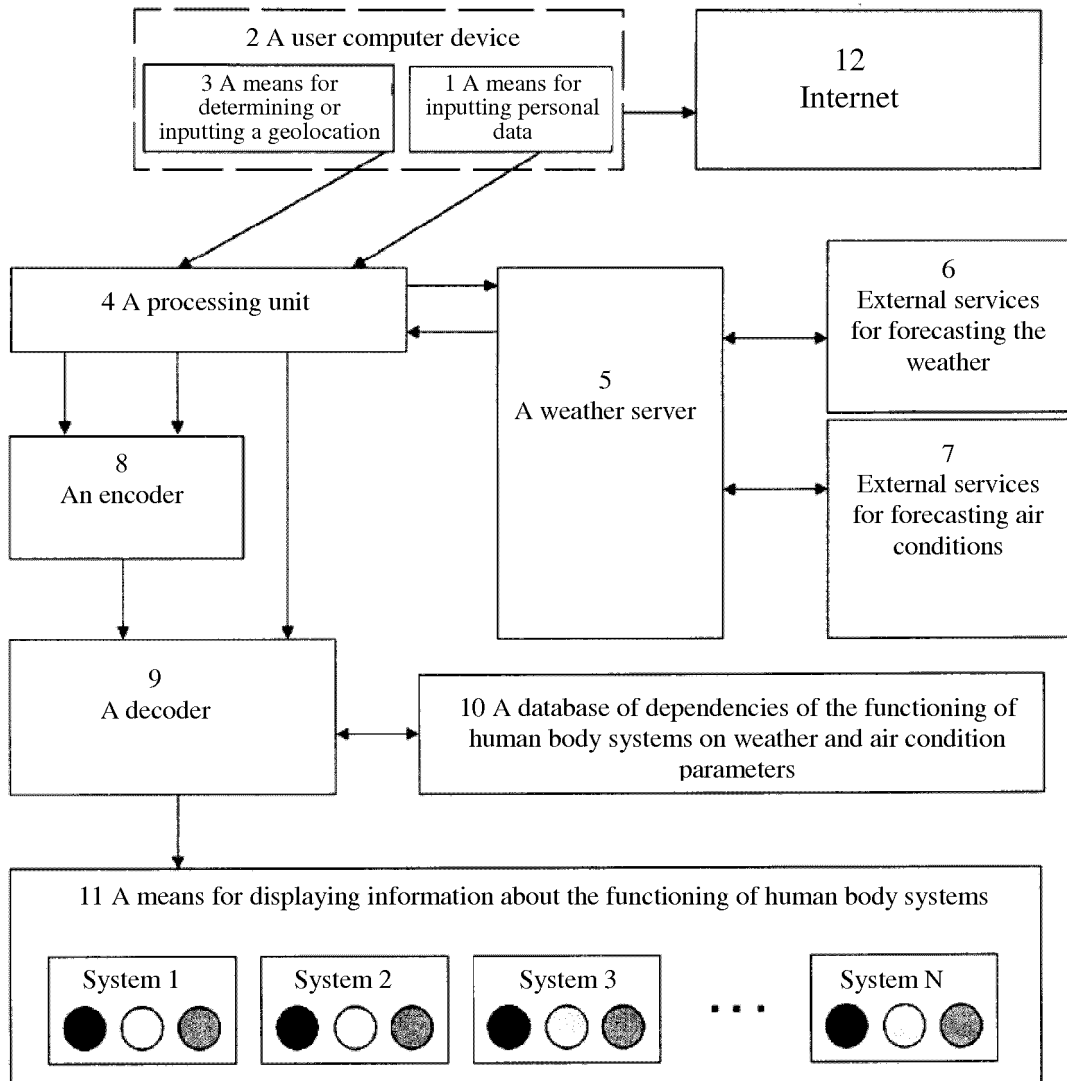 2 A user computer device
3 A means for
determining or
inputting a geolocation
1 A means for
inputting personal
data
12
Internet
4 A processing unit
5
A weather server
6
External services
for forecasting the
weather
7
External services
for forecasting air
conditions
8
An encoder
9
A decoder
10 A database of dependencies of the functioning of
human body systems on weather and air condition
parameters
11 A means for displaying information about the functioning of human body systems
System 1
System 2
System 3
. . .
System N